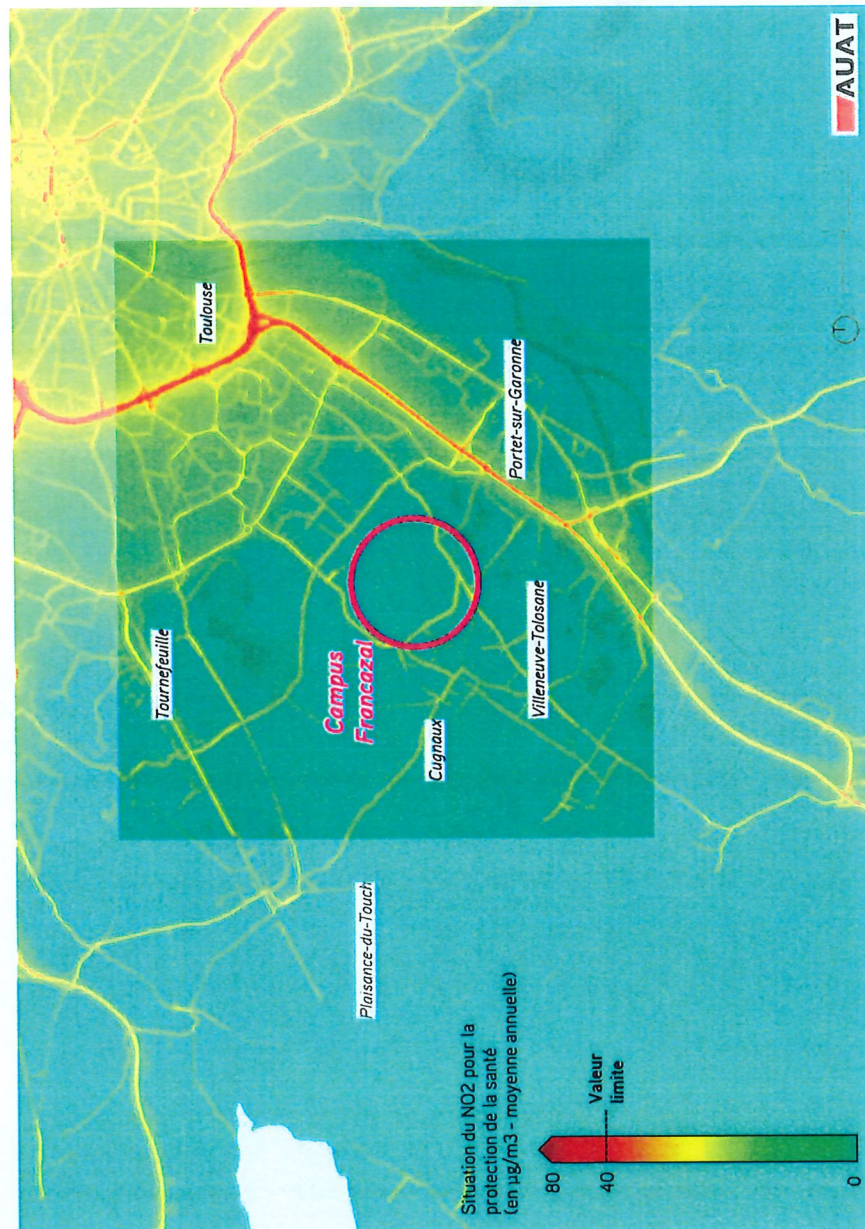 Toulouse
Tournefeuille
Campus
Francazal
Portet-sur-Garonne
Cugnaux
Villeneuve-Tolosane
Plaisance-du-Touch
Situation du NO2 pour la
protection de la santé
(en µg/m3 - moyenne annuelle)
80
40
Valeur
limite
0
AUAT